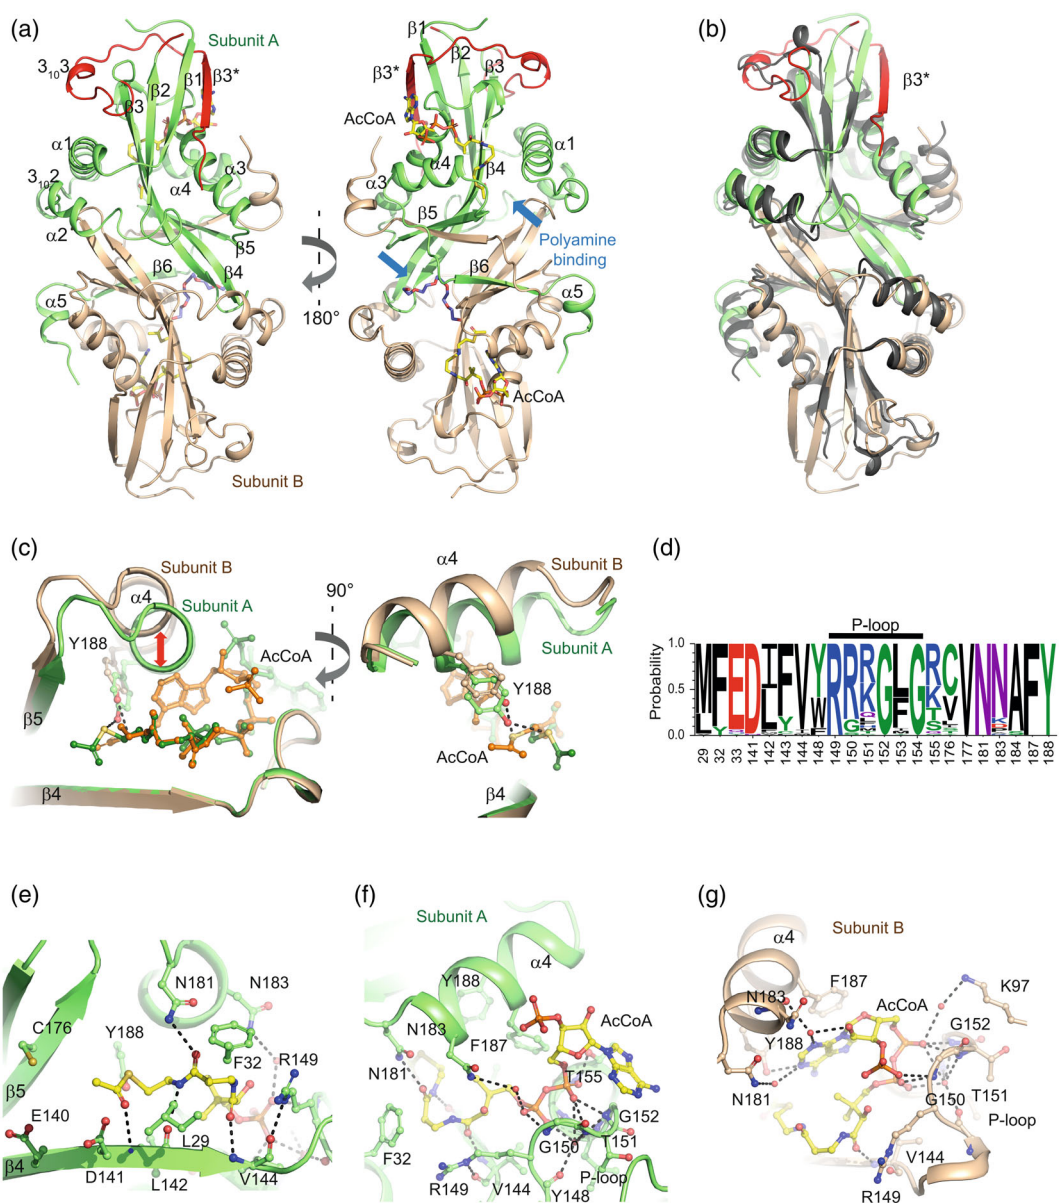 (a)
Subunit A
3₁₀3
β3
β2
β1
β3*
α1
3₁₀2
α2
α4
α3
β5
β4
β6
α5
Subunit B
180°
β1
β2
β3
β3*
AcCoA
α1
α4
β4
α3
β5
Polyamine
binding
β6
α5
AcCoA
(b)
β3*
(c)
Subunit B
α4
Subunit A
Y188
AcCoA
β5
β4
90°
α4
Subunit B
Subunit A
Y188
AcCoA
β4
(d)
P-loop
Probability
1.0
0.5
0.0
29 32 33 141 142 143 144 148 149 150 151 152 153 154 155 176 177 181 183 184 187 188
(e)
N181
N183
C176
Y188
F32
R149
β5
E140
L29
β4
D141
L142
V144
(f)
Subunit A
α4
Y188
N183
F187
AcCoA
N181
T155
G152
G150
T151
F32
R149
V144
Y148
P-loop
(g)
α4
Subunit B
N183
F187
AcCoA
K97
Y188
G152
N181
G150
T151
P-loop
V144
R149